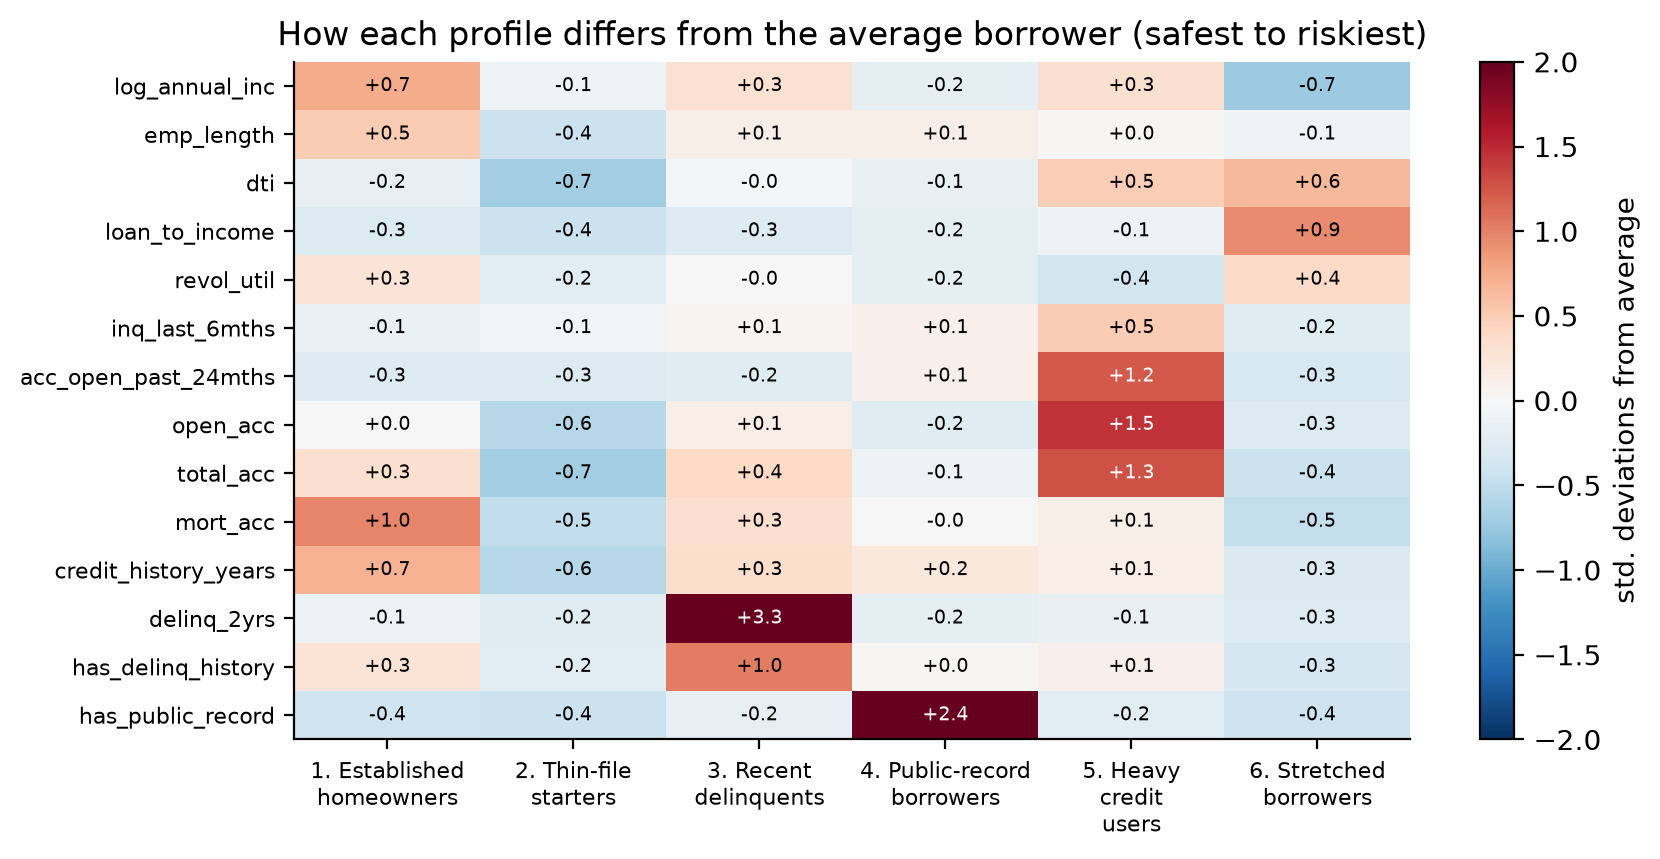 How each profile differs from the average borrower (safest to riskiest)
log_annual_inc +0.7 -0.1 +0.3 -0.2 +0.3 -0.7
emp_length +0.5 -0.4 +0.1 +0.1 +0.0 -0.1
dti -0.2 -0.7 -0.0 -0.1 +0.5 +0.6
loan_to_income -0.3 -0.4 -0.3 -0.2 -0.1 +0.9
revol_util +0.3 -0.2 -0.0 -0.2 -0.4 +0.4
inq_last_6mths -0.1 -0.1 +0.1 +0.1 +0.5 -0.2
acc_open_past_24mths -0.3 -0.3 -0.2 +0.1 +1.2 -0.3
open_acc +0.0 -0.6 +0.1 -0.2 +1.5 -0.3
total_acc +0.3 -0.7 +0.4 -0.1 +1.3 -0.4
mort_acc +1.0 -0.5 +0.3 -0.0 +0.1 -0.5
credit_history_years +0.7 -0.6 +0.3 +0.2 +0.1 -0.3
delinq_2yrs -0.1 -0.2 +3.3 -0.2 -0.1 -0.3
has_delinq_history +0.3 -0.2 +1.0 +0.0 +0.1 -0.3
has_public_record -0.4 -0.4 -0.2 +2.4 -0.2 -0.4
1. Established
homeowners
2. Thin-file
starters
3. Recent
delinquents
4. Public-record
borrowers
5. Heavy
credit
users
6. Stretched
borrowers
2.0
1.5
1.0
0.5
0.0
−0.5
−1.0
−1.5
−2.0
std. deviations from average